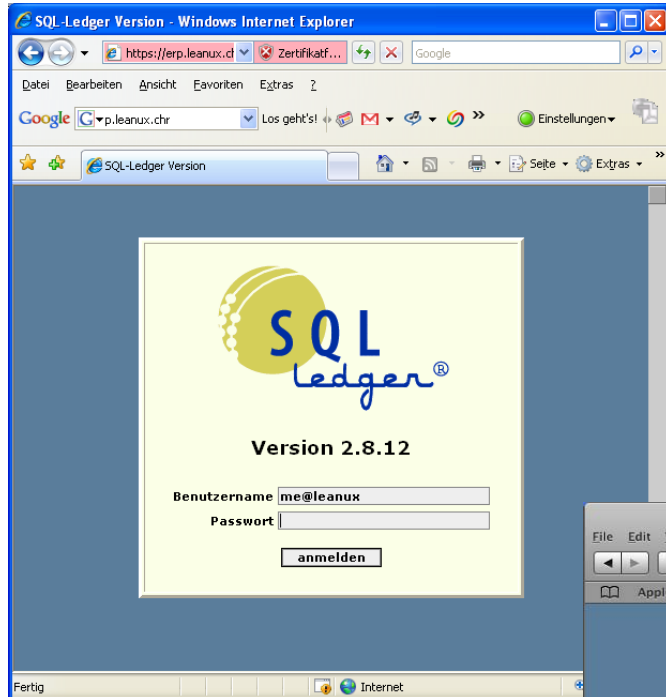 SQL-Ledger Version - Windows Internet Explorer
https://erp.leanux.ch Zertifikatf... Google
Datei Bearbeiten Ansicht Favoriten Extras ?
Google G p.leanux.chr Los geht's! » Einstellungen
SQL-Ledger Version Seite Extras »
SQL
Ledger®
Version 2.8.12
Benutzername me@leanux
Passwort
anmelden
File Edit
Appl
Fertig Internet